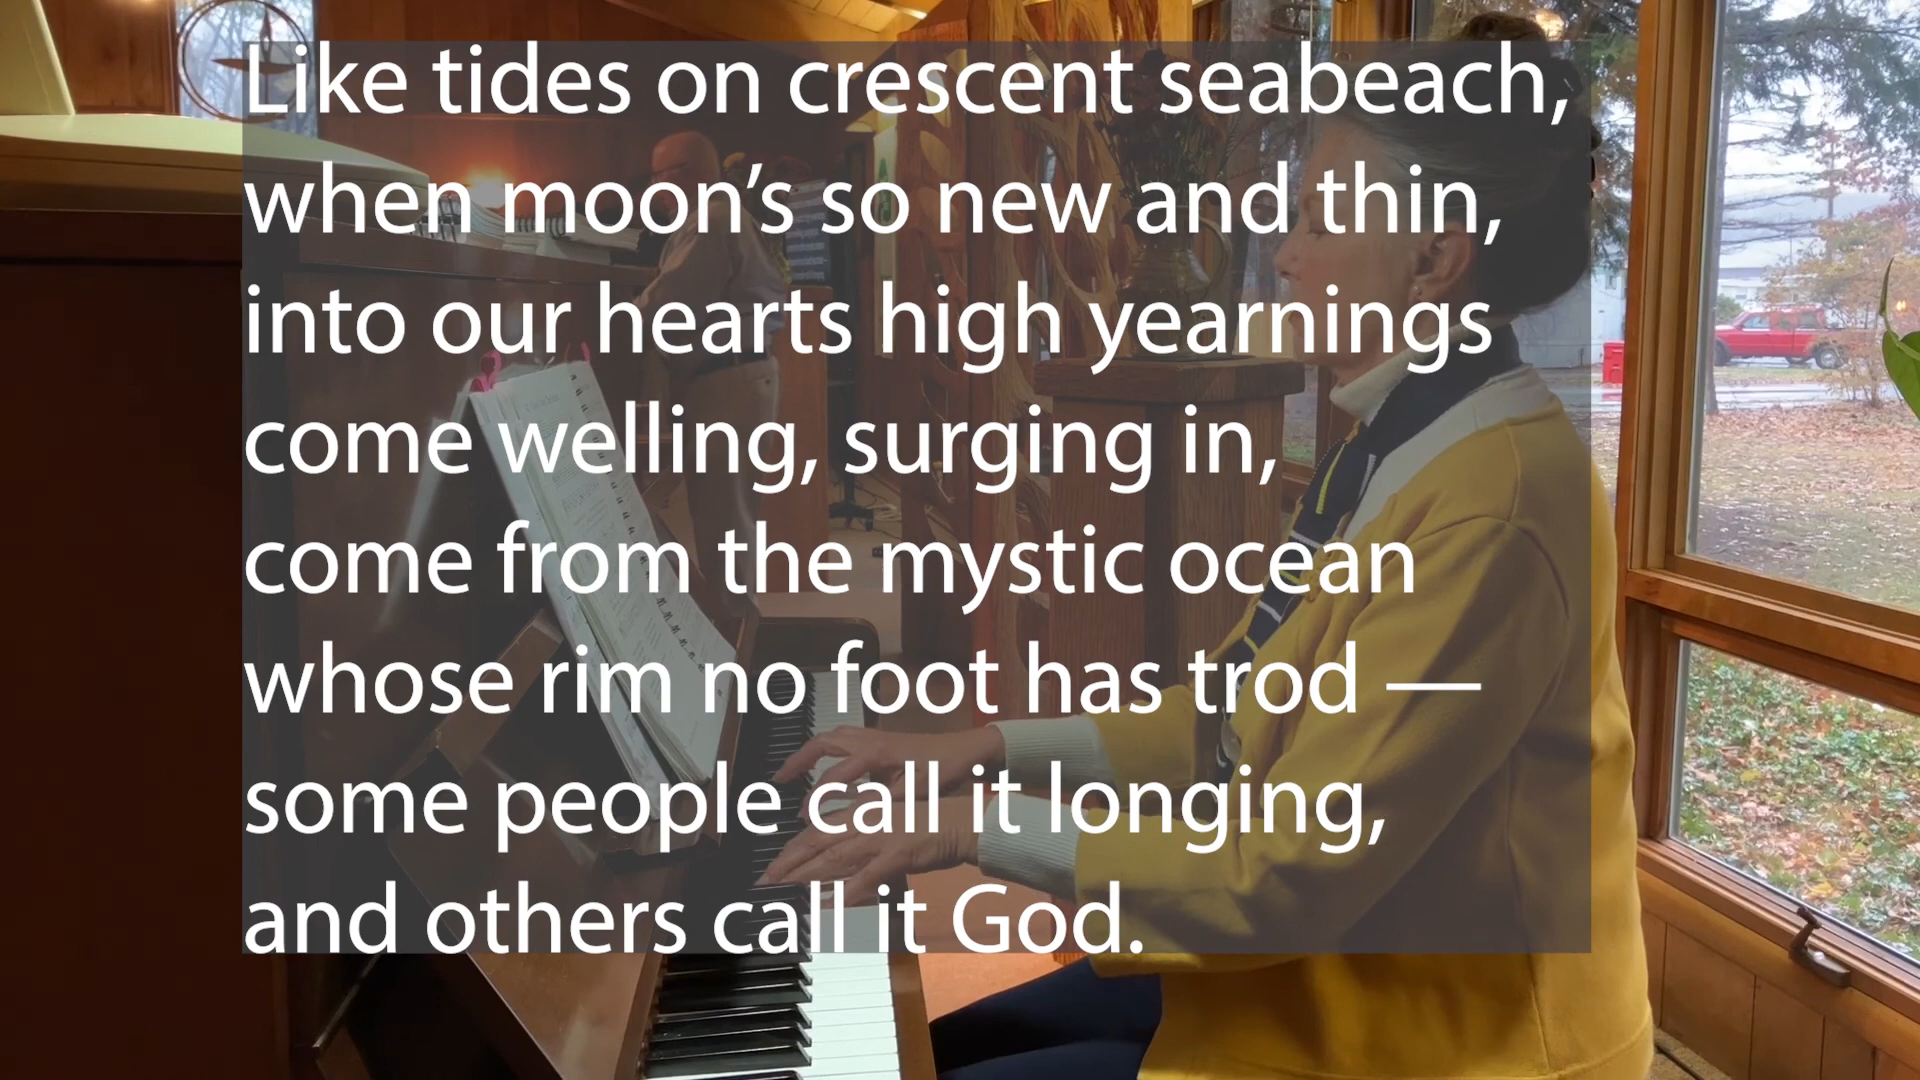 Like tides on crescent seabeach,
when moon’s so new and thin,
into our hearts high yearnings
come welling, surging in,
come from the mystic ocean
whose rim no foot has trod —
some people call it longing,
and others call it God.